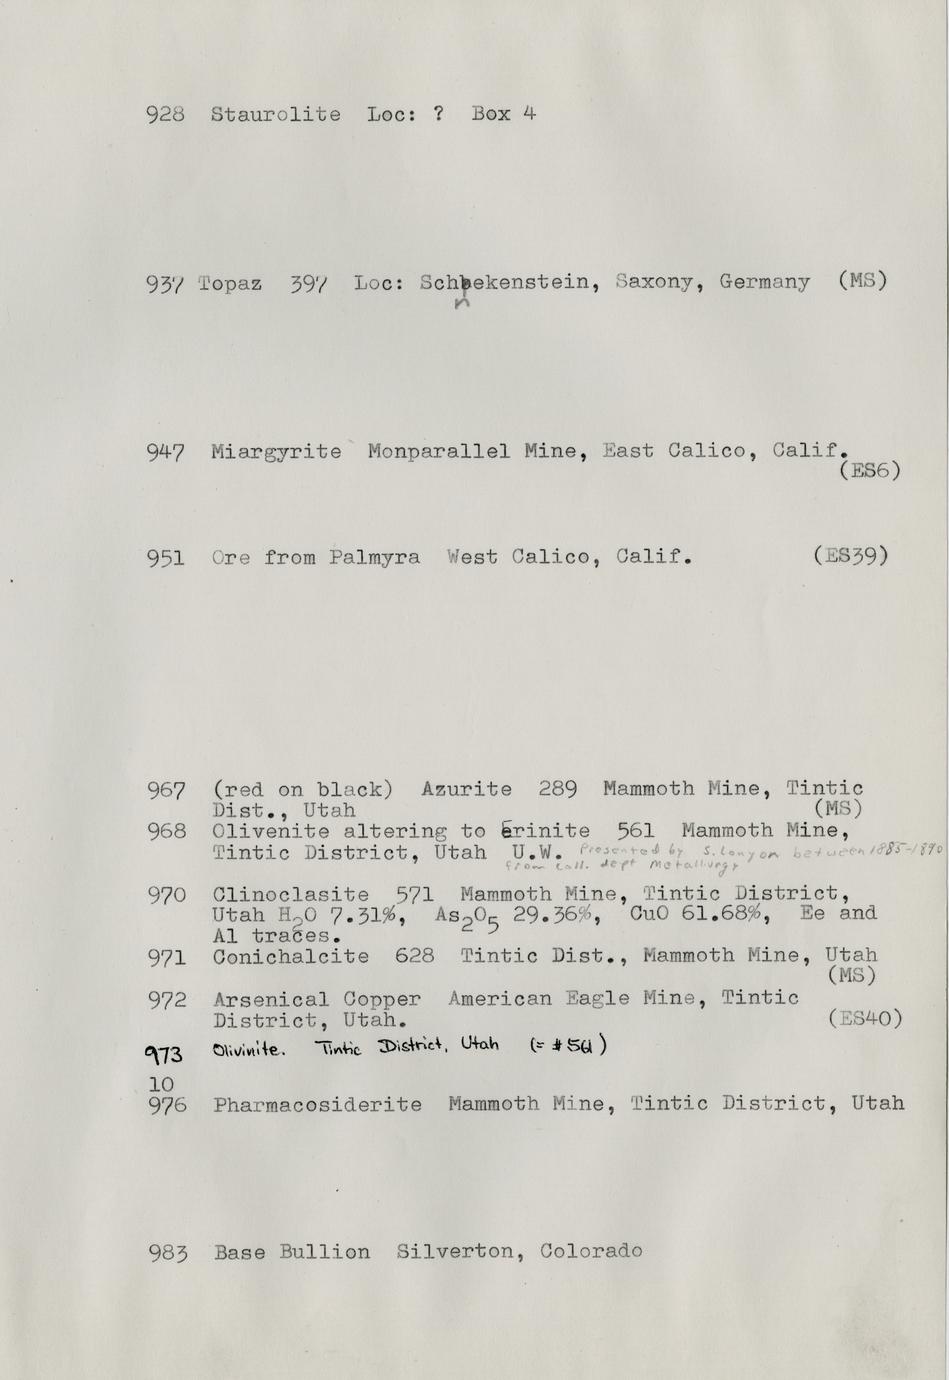 928 Staurolite Loc: ? Box 4
937 Topaz 397 Loc: Schnekenstein, Saxony, Germany (MS)
947 Miargyrite Monparallel Mine, East Calico, Calif.
(ES6)
951 Ore from Palmyra West Calico, Calif. (ES39)
967 (red on black) Azurite 289 Mammoth Mine, Tintic
Dist., Utah (MS)
968 Olivenite altering to Erinite 561 Mammoth Mine,
Tintic District, Utah U.W. Presented by S. between 1885-1890
from coll. dept Metallurgy
970 Clinoclasite 571 Mammoth Mine, Tintic District,
Utah H2O 7.31%, As2O5 29.36%, CuO 61.68%, Ee and
Al traces.
971 Conichalcite 628 Tintic Dist., Mammoth Mine, Utah
(MS)
972 Arsenical Copper American Eagle Mine, Tintic
District, Utah. (ES40)
973 Olivinite. Tintic District, Utah (= #561)
10
976 Pharmacosiderite Mammoth Mine, Tintic District, Utah
983 Base Bullion Silverton, Colorado